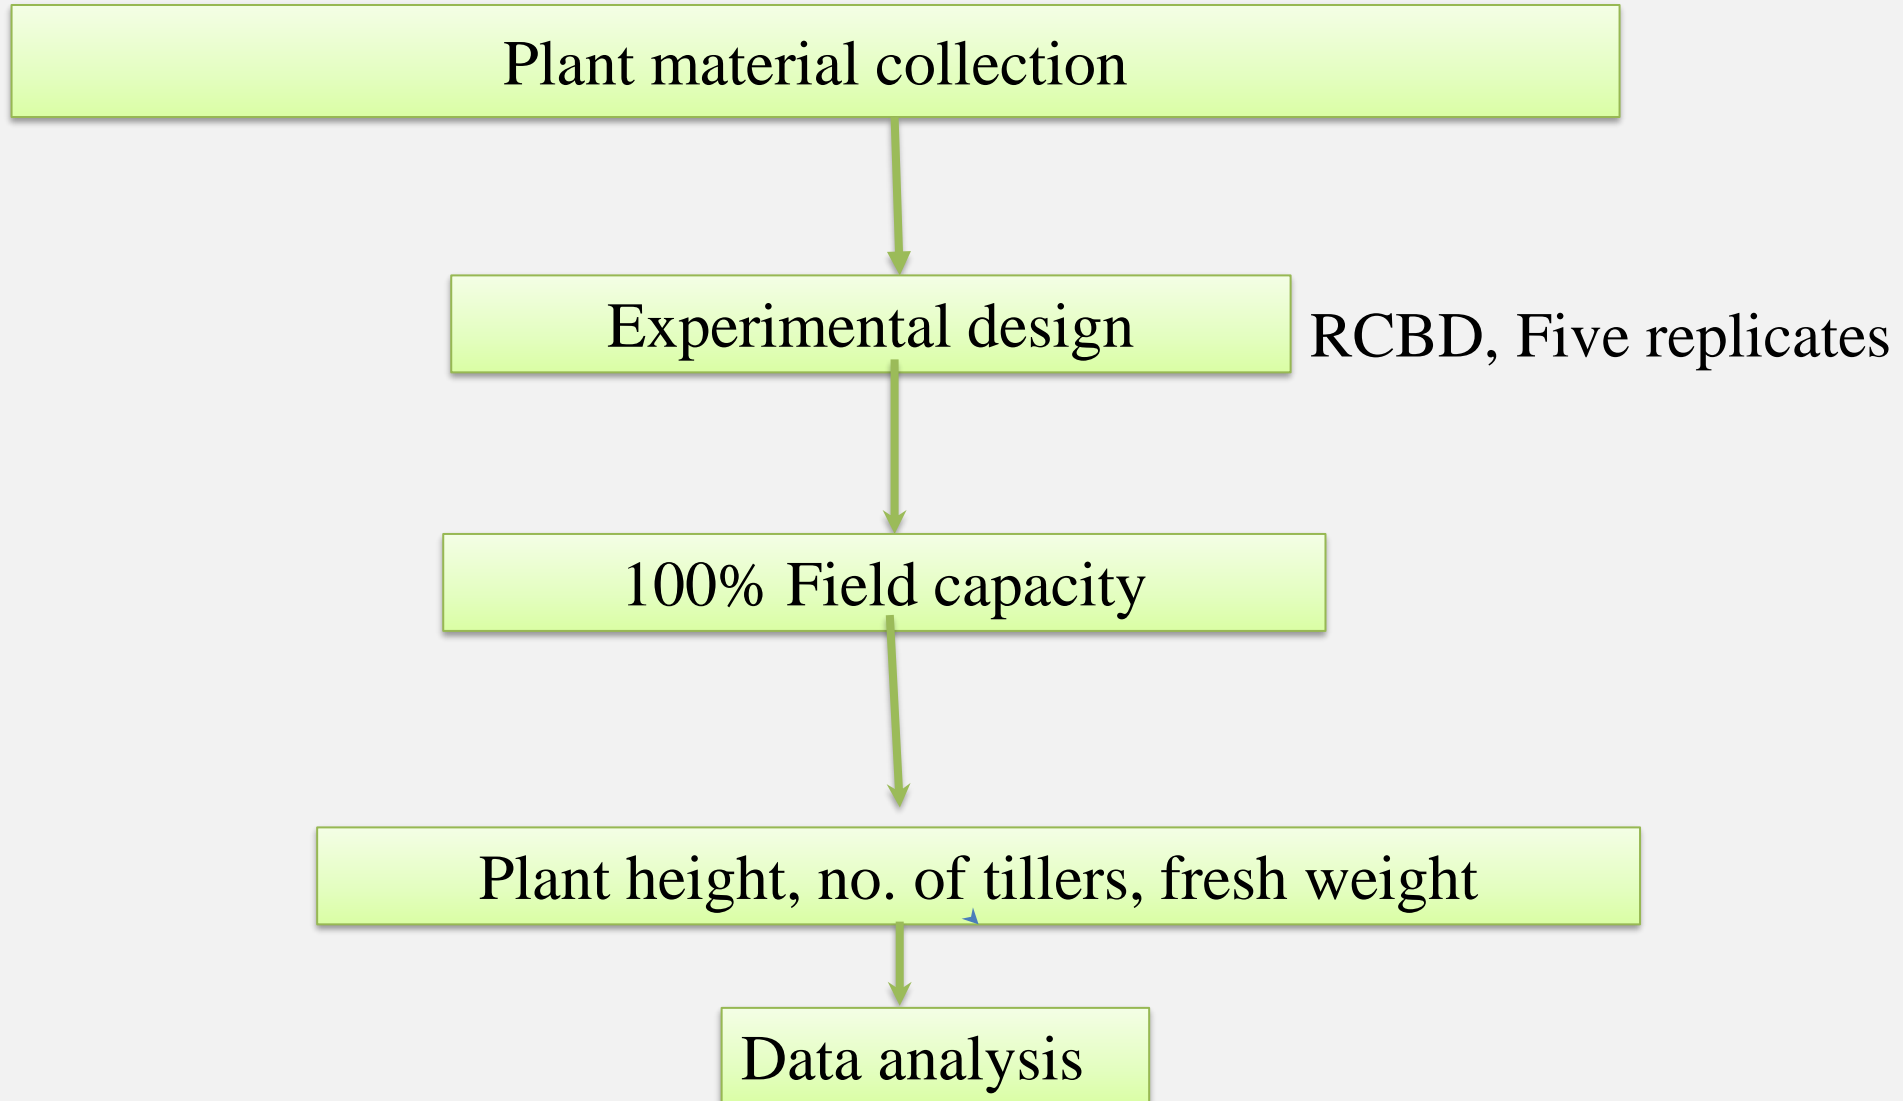 Plant material collection
Experimental design
RCBD, Five replicates
100% Field capacity
Plant height, no. of tillers, fresh weight
Data analysis